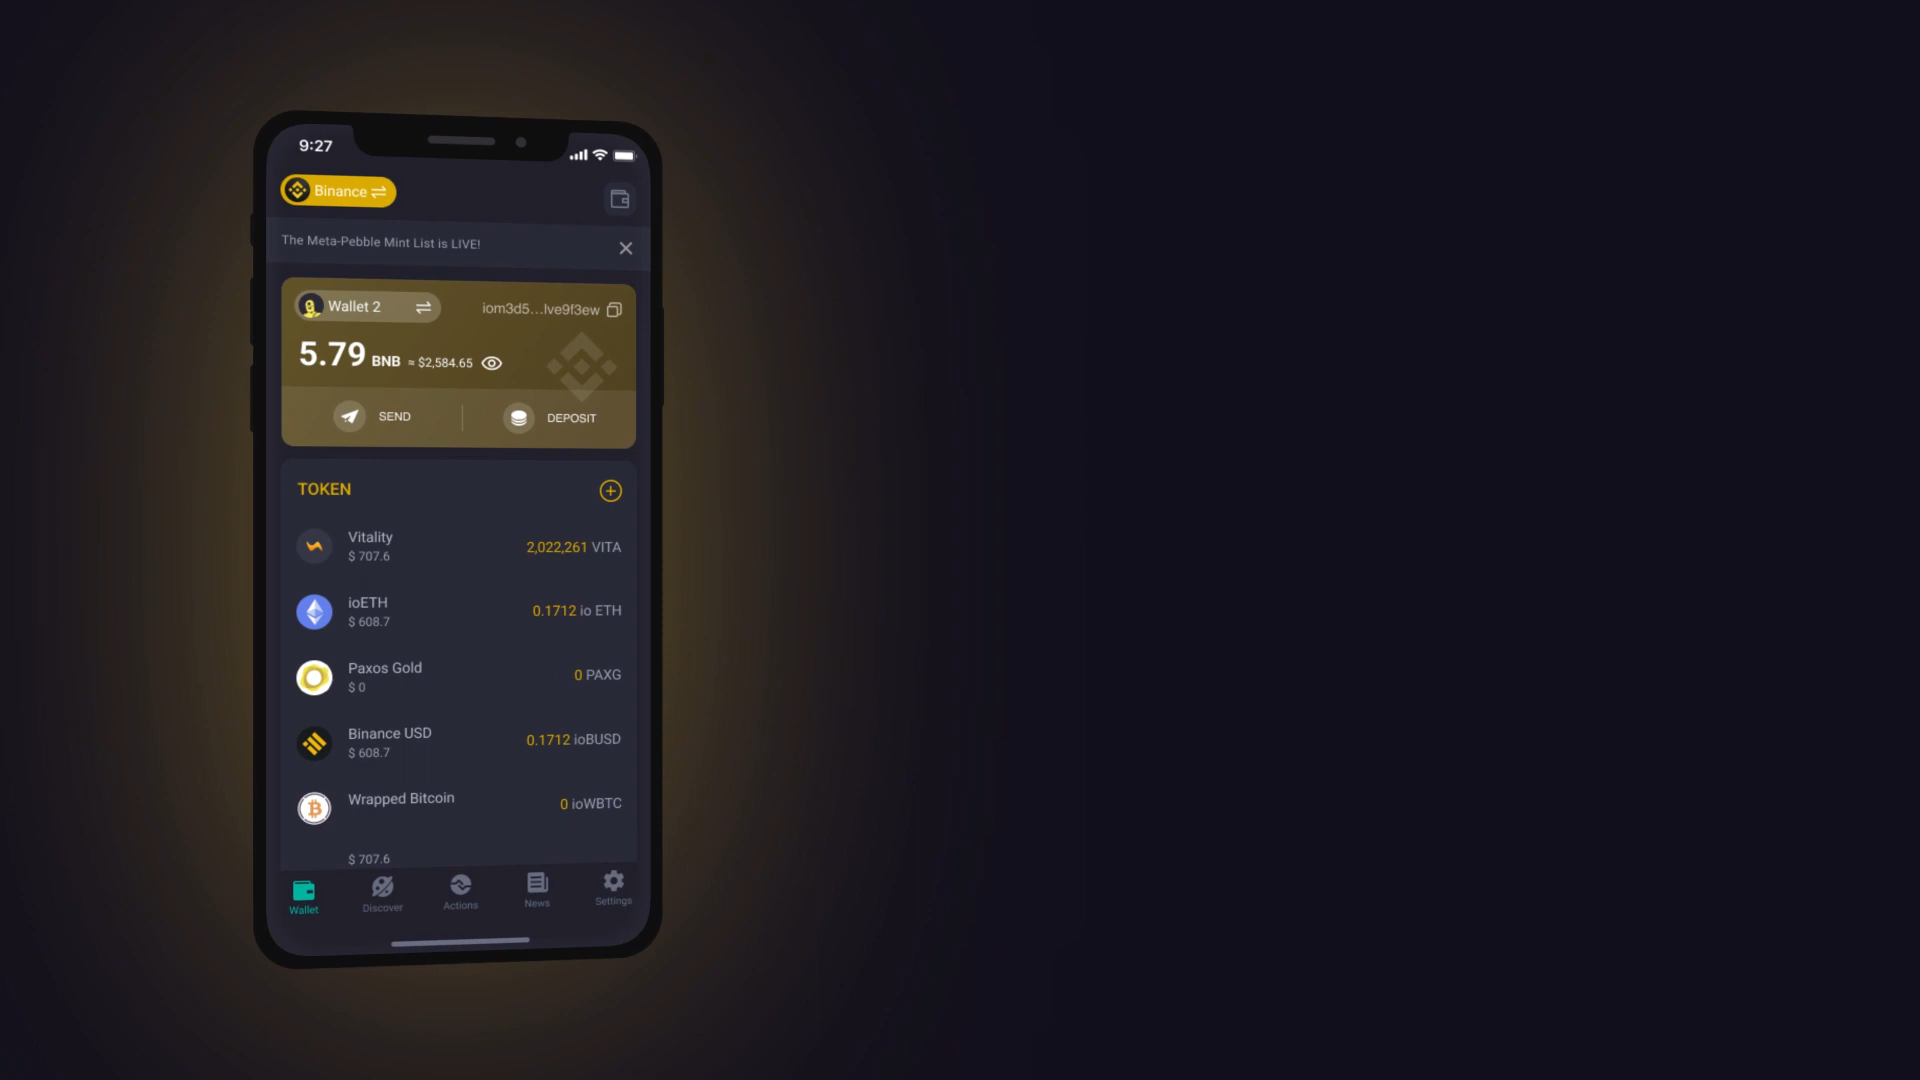 9:27
Binance
The Meta-Pebble Mint List is LIVE!
Wallet 2
iom3d5...lve9f3ew
5.79 BNB ≈ $2,584.65
SEND
DEPOSIT
TOKEN
Vitality
$ 707.6
2,022,261 VITA
ioETH
$ 608.7
0.1712 io ETH
Paxos Gold
$ 0
0 PAXG
Binance USD
$ 608.7
0.1712 ioBUSD
Wrapped Bitcoin
0 ioWBTC
$ 707.6
Wallet
Discover
Actions
News
Settings